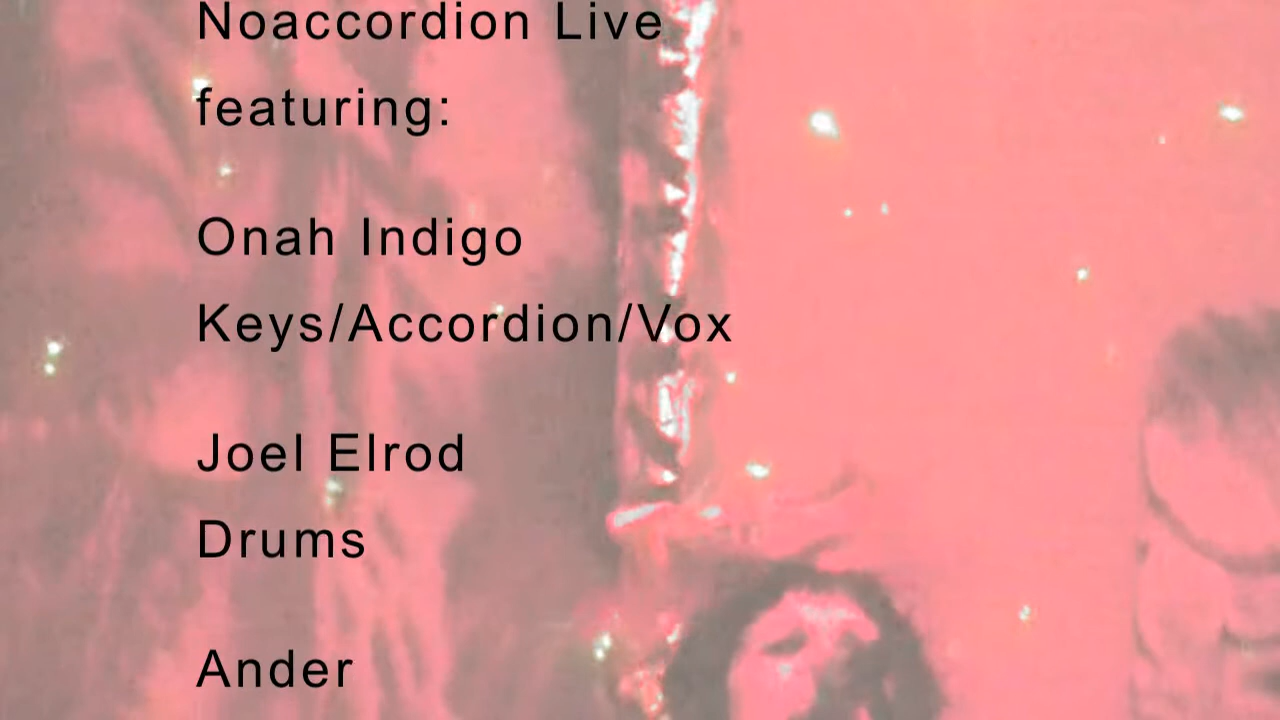 Noaccordion Live
featuring:
Onah Indigo
Keys/Accordion/Vox
Joel Elrod
Drums
Ander